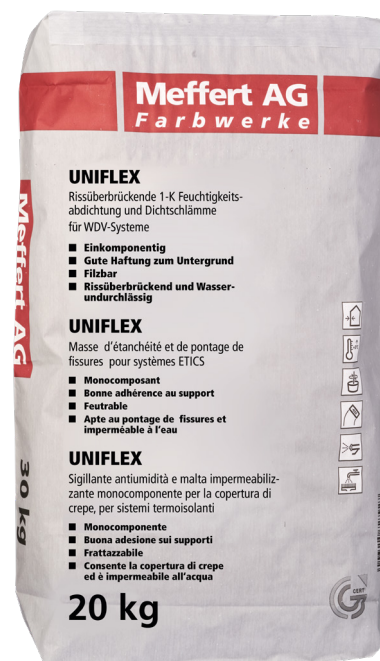 Meffert AG
Farbwerke
UNIFLEX
Rissüberbrückende 1-K Feuchtigkeits-
abdichtung und Dichtschlämme
für WDV-Systeme
■ Einkomponentig
■ Gute Haftung zum Untergrund
■ Filzbar
■ Rissüberbrückend und Wasser-
undurchlässig
UNIFLEX
Masse d'étanchéité et de pontage de
fissures pour systèmes ETICS
■ Monocomposant
■ Bonne adhérence au support
■ Feutrable
■ Apte au pontage de fissures et
imperméable à l'eau
UNIFLEX
Sigillante antiumidità e malta impermeabiliz-
zante monocomponente per la copertura di
crepe, per sistemi termoisolanti
■ Monocomponente
■ Buona adesione sui supporti
■ Frattazzabile
■ Consente la copertura di crepe
ed è impermeabile all'acqua
20 kg
Meffert AG
30 kg
CERT